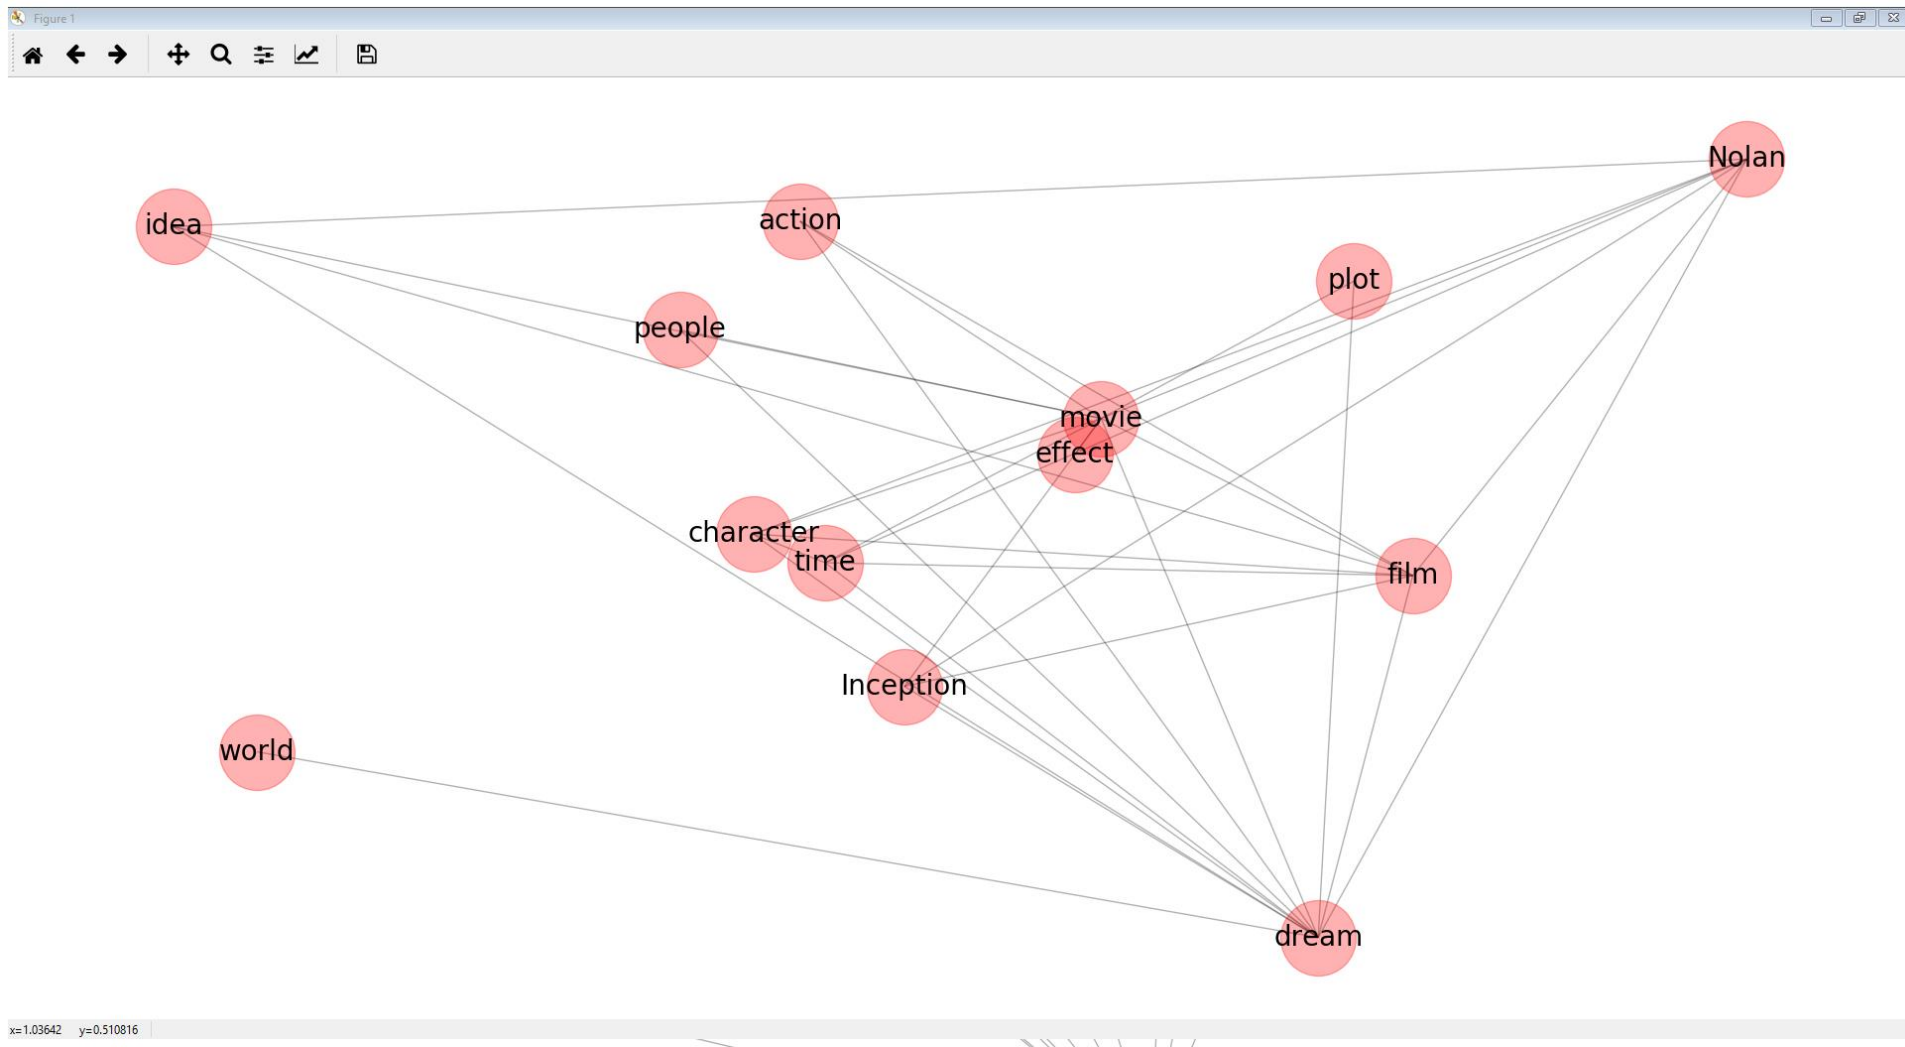 Figure 1
Nolan
idea
action
plot
people
movie
effect
character
time
film
Inception
world
dream
x=1.03642 y=0.510816